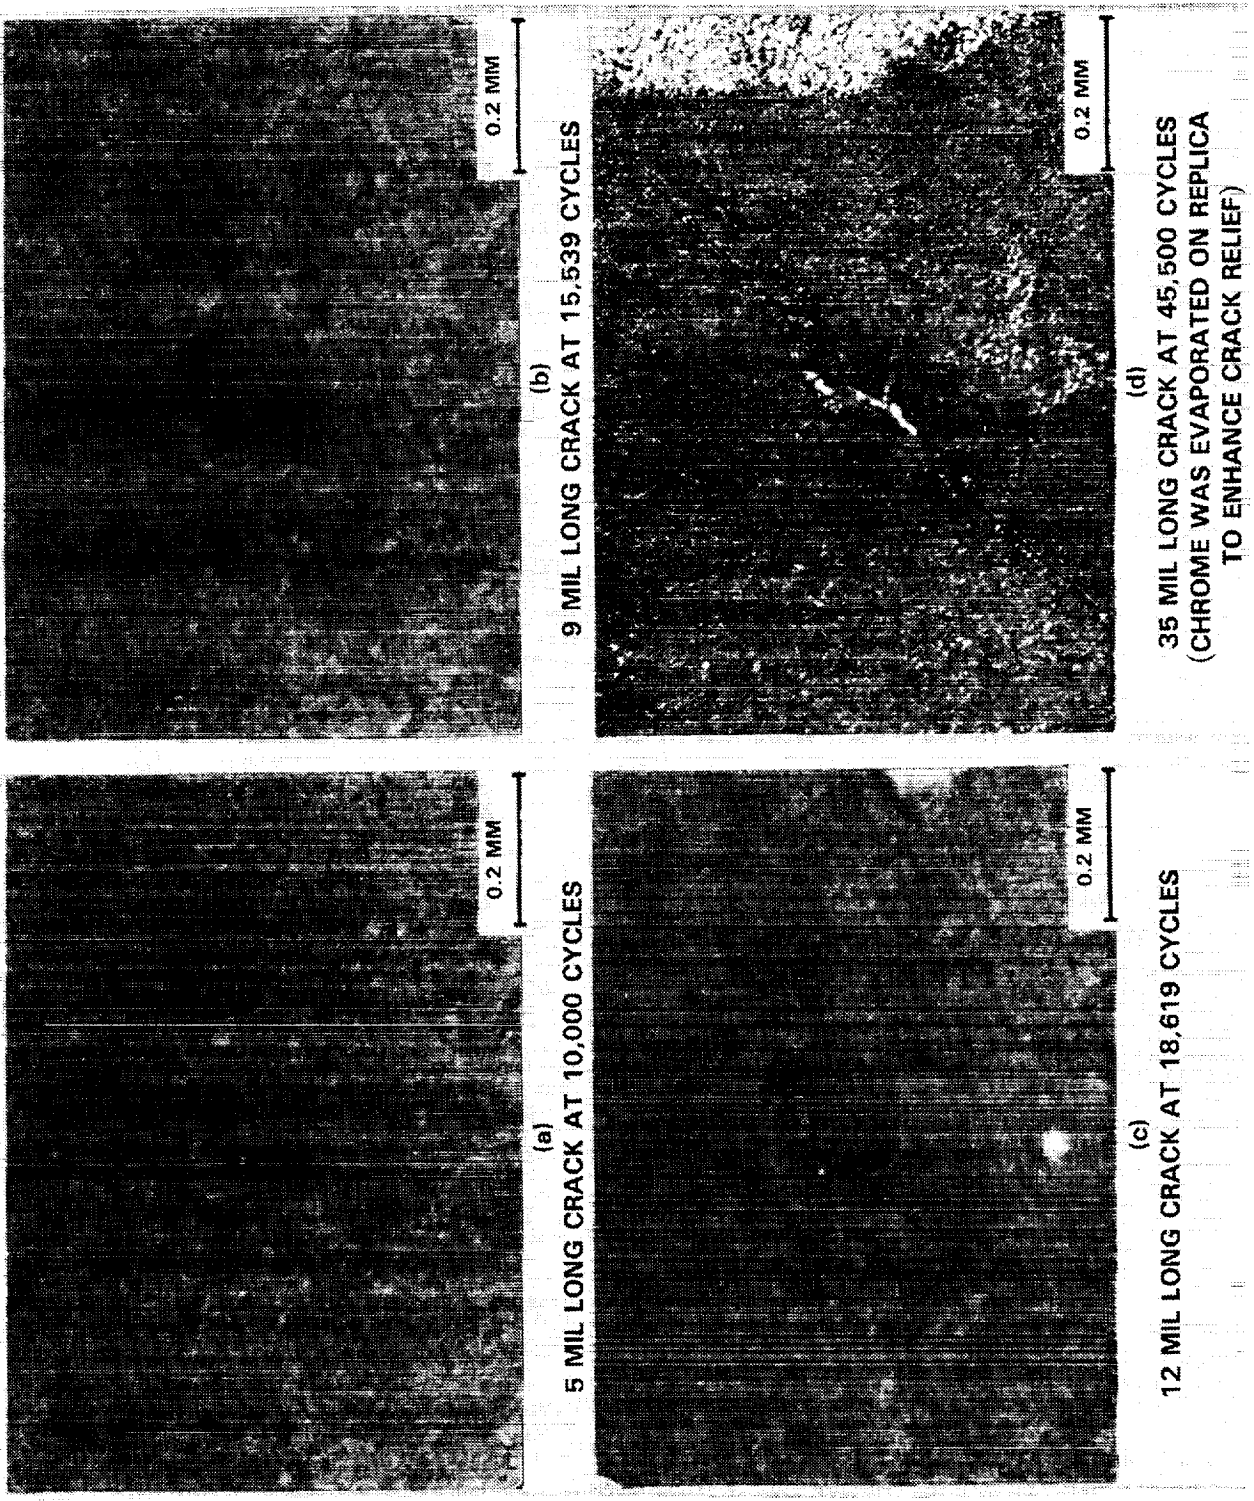 0.2 MM
(a)
5 MIL LONG CRACK AT 10,000 CYCLES
0.2 MM
(b)
9 MIL LONG CRACK AT 15,539 CYCLES
0.2 MM
(c)
12 MIL LONG CRACK AT 18,619 CYCLES
0.2 MM
(d)
35 MIL LONG CRACK AT 45,500 CYCLES
(CHROME WAS EVAPORATED ON REPLICA
TO ENHANCE CRACK RELIEF)